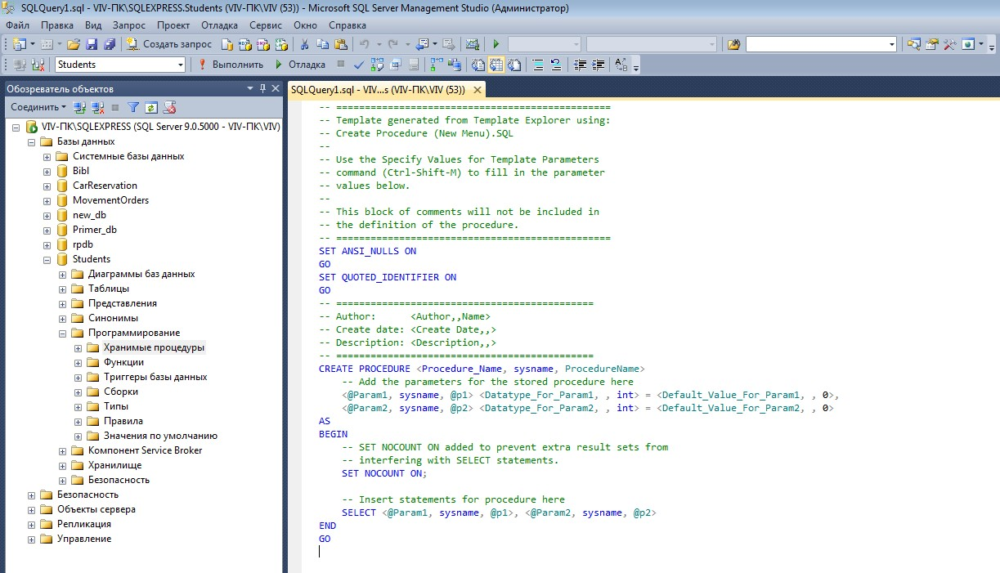 SQLQuery1.sql - VIV-ПК\SQLEXPRESS.Students (VIV-ПК\VIV (53)) - Microsoft SQL Server Management Studio (Администратор)
Файл Правка Вид Запрос Проект Отладка Сервис Окно Справка
Создать запрос
Students Выполнить Отладка
Обозреватель объектов
Соединить
VIV-ПК\SQLEXPRESS (SQL Server 9.0.5000 - VIV-ПК\VIV)
Базы данных
Системные базы данных
Bibl
CarReservation
MovementOrders
new_db
Primer_db
rpdb
Students
Диаграммы баз данных
Таблицы
Представления
Синонимы
Программирование
Хранимые процедуры
Функции
Триггеры базы данных
Сборки
Типы
Правила
Значения по умолчанию
Компонент Service Broker
Хранилище
Безопасность
Безопасность
Объекты сервера
Репликация
Управление
SQLQuery1.sql - VIV...s (VIV-ПК\VIV (53))
-- ================================================
-- Template generated from Template Explorer using:
-- Create Procedure (New Menu).SQL
--
-- Use the Specify Values for Template Parameters
-- command (Ctrl-Shift-M) to fill in the parameter
-- values below.
--
-- This block of comments will not be included in
-- the definition of the procedure.
-- ================================================
SET ANSI_NULLS ON
GO
SET QUOTED_IDENTIFIER ON
GO
-- =============================================
-- Author:      <Author,,Name>
-- Create date: <Create Date,,>
-- Description: <Description,,>
-- =============================================
CREATE PROCEDURE <Procedure_Name, sysname, ProcedureName>
    -- Add the parameters for the stored procedure here
    <@Param1, sysname, @p1> <Datatype_For_Param1, , int> = <Default_Value_For_Param1, , 0>,
    <@Param2, sysname, @p2> <Datatype_For_Param2, , int> = <Default_Value_For_Param2, , 0>
AS
BEGIN
    -- SET NOCOUNT ON added to prevent extra result sets from
    -- interfering with SELECT statements.
    SET NOCOUNT ON;
    -- Insert statements for procedure here
    SELECT <@Param1, sysname, @p1>, <@Param2, sysname, @p2>
END
GO